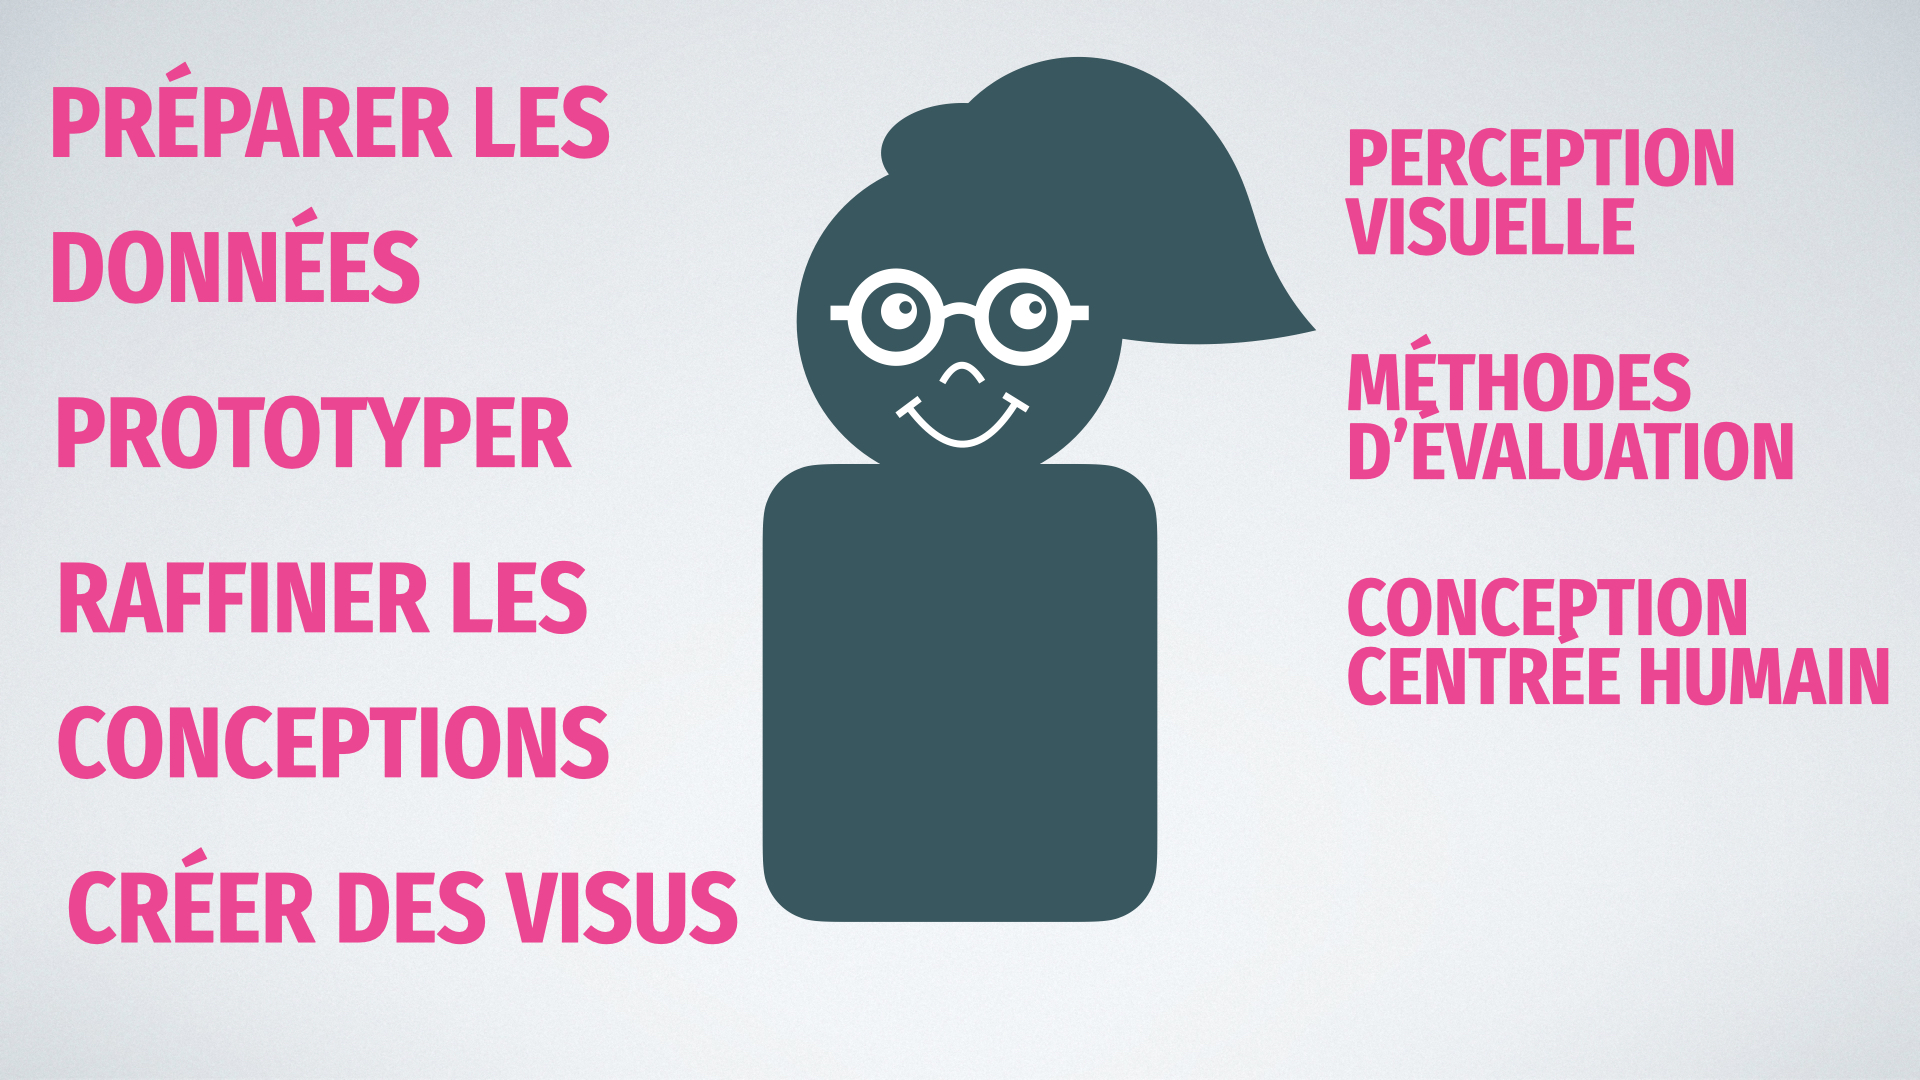 PRÉPARER LES
DONNÉES
PROTOTYPER
RAFFINER LES
CONCEPTIONS
CRÉER DES VISUS
PERCEPTION
VISUELLE
MÉTHODES
D’ÉVALUATION
CONCEPTION
CENTRÉE HUMAIN